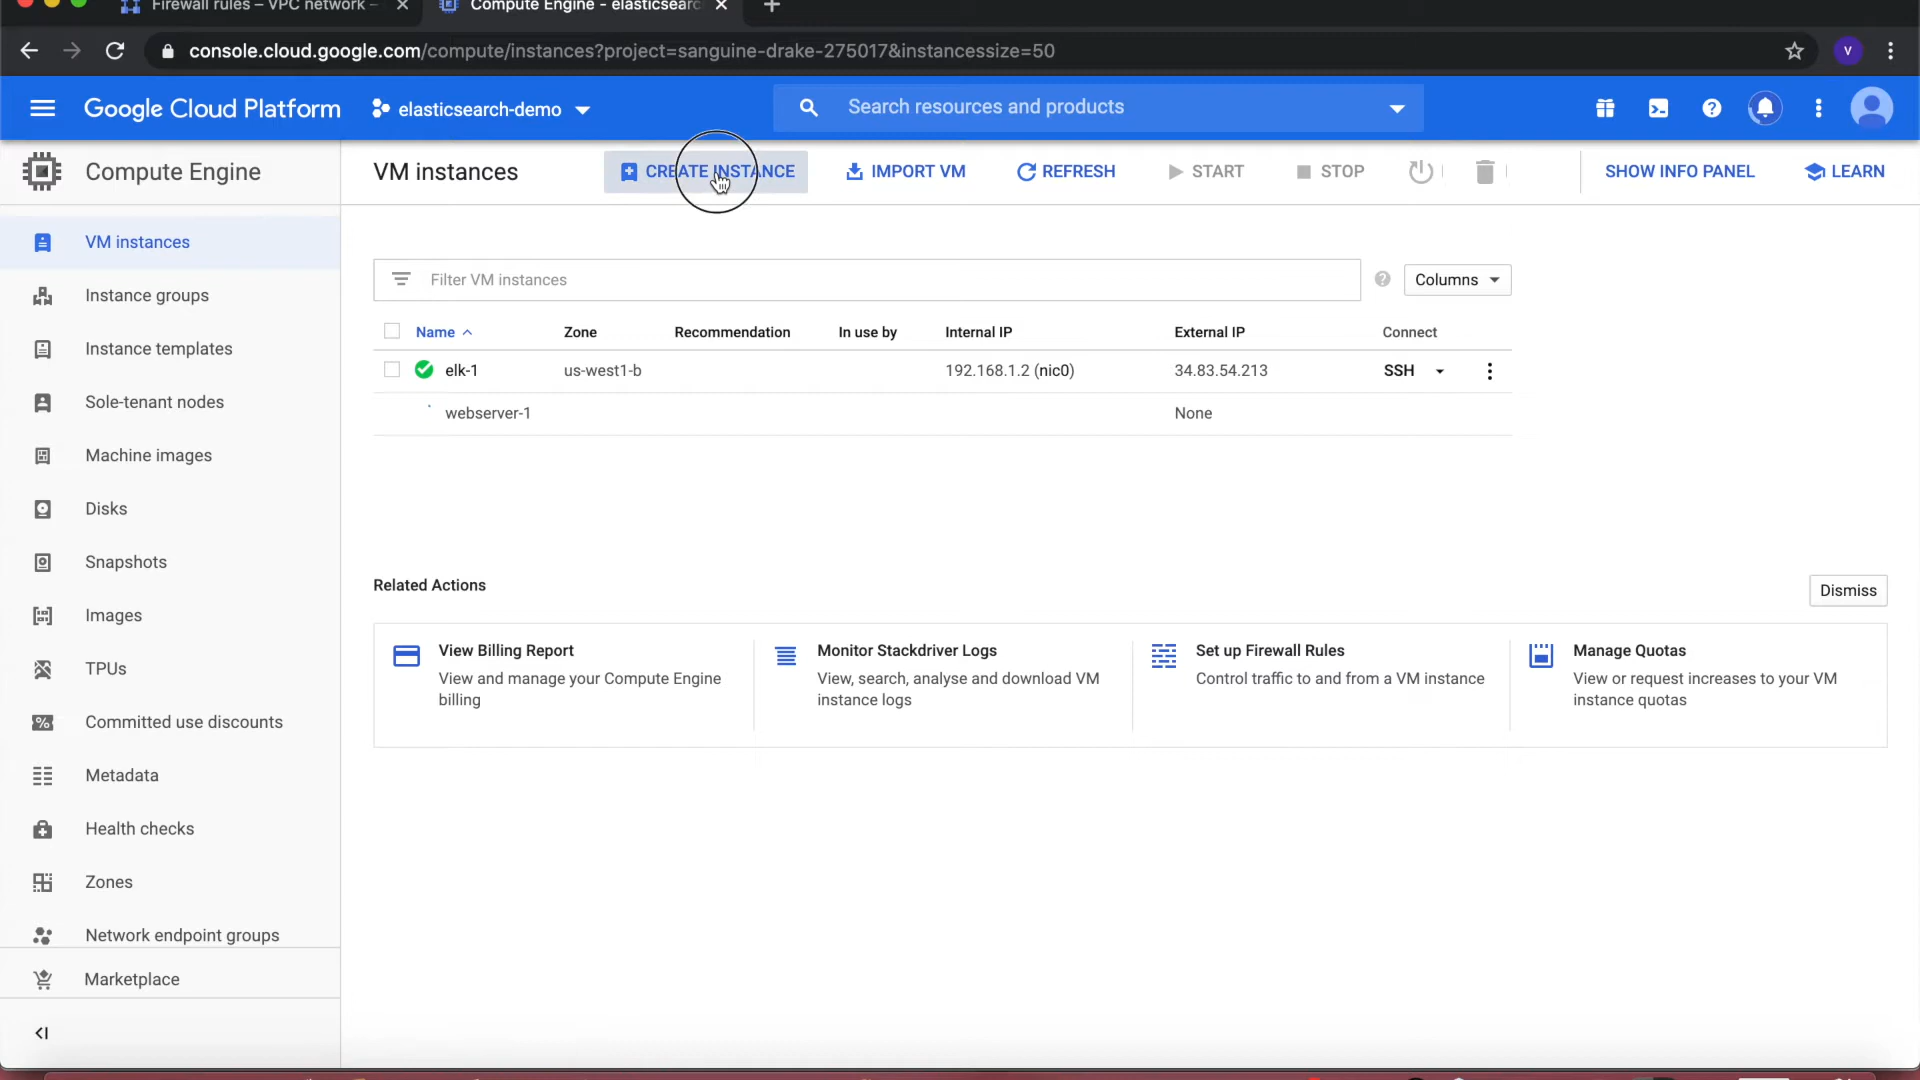 Firewall rules – VPC network –
Compute Engine - elasticsearc
console.cloud.google.com/compute/instances?project=sanguine-drake-275017&instancessize=50
V
Google Cloud Platform
elasticsearch-demo
Search resources and products
Compute Engine
VM instances
CREATE INSTANCE
IMPORT VM
REFRESH
START
STOP
SHOW INFO PANEL
LEARN
VM instances
Instance groups
Instance templates
Sole-tenant nodes
Machine images
Disks
Snapshots
Images
TPUs
Committed use discounts
Metadata
Health checks
Zones
Network endpoint groups
Marketplace
Filter VM instances
Columns
Name Zone Recommendation In use by Internal IP External IP Connect
elk-1 us-west1-b 192.168.1.2 (nic0) 34.83.54.213 SSH
webserver-1 None
Related Actions
Dismiss
View Billing Report
View and manage your Compute Engine
billing
Monitor Stackdriver Logs
View, search, analyse and download VM
instance logs
Set up Firewall Rules
Control traffic to and from a VM instance
Manage Quotas
View or request increases to your VM
instance quotas